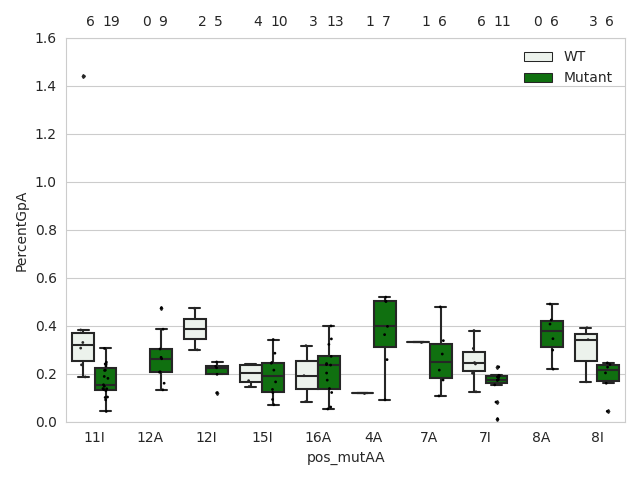 6 19 0 9 2 5 4 10 3 13 1 7 1 6 6 11 0 6 3 6
1.6
1.4
1.2
1.0
0.8
0.6
0.4
0.2
0.0
PercentGpA
WT
Mutant
11I 12A 12I 15I 16A 4A 7A 7I 8A 8I
pos_mutAA